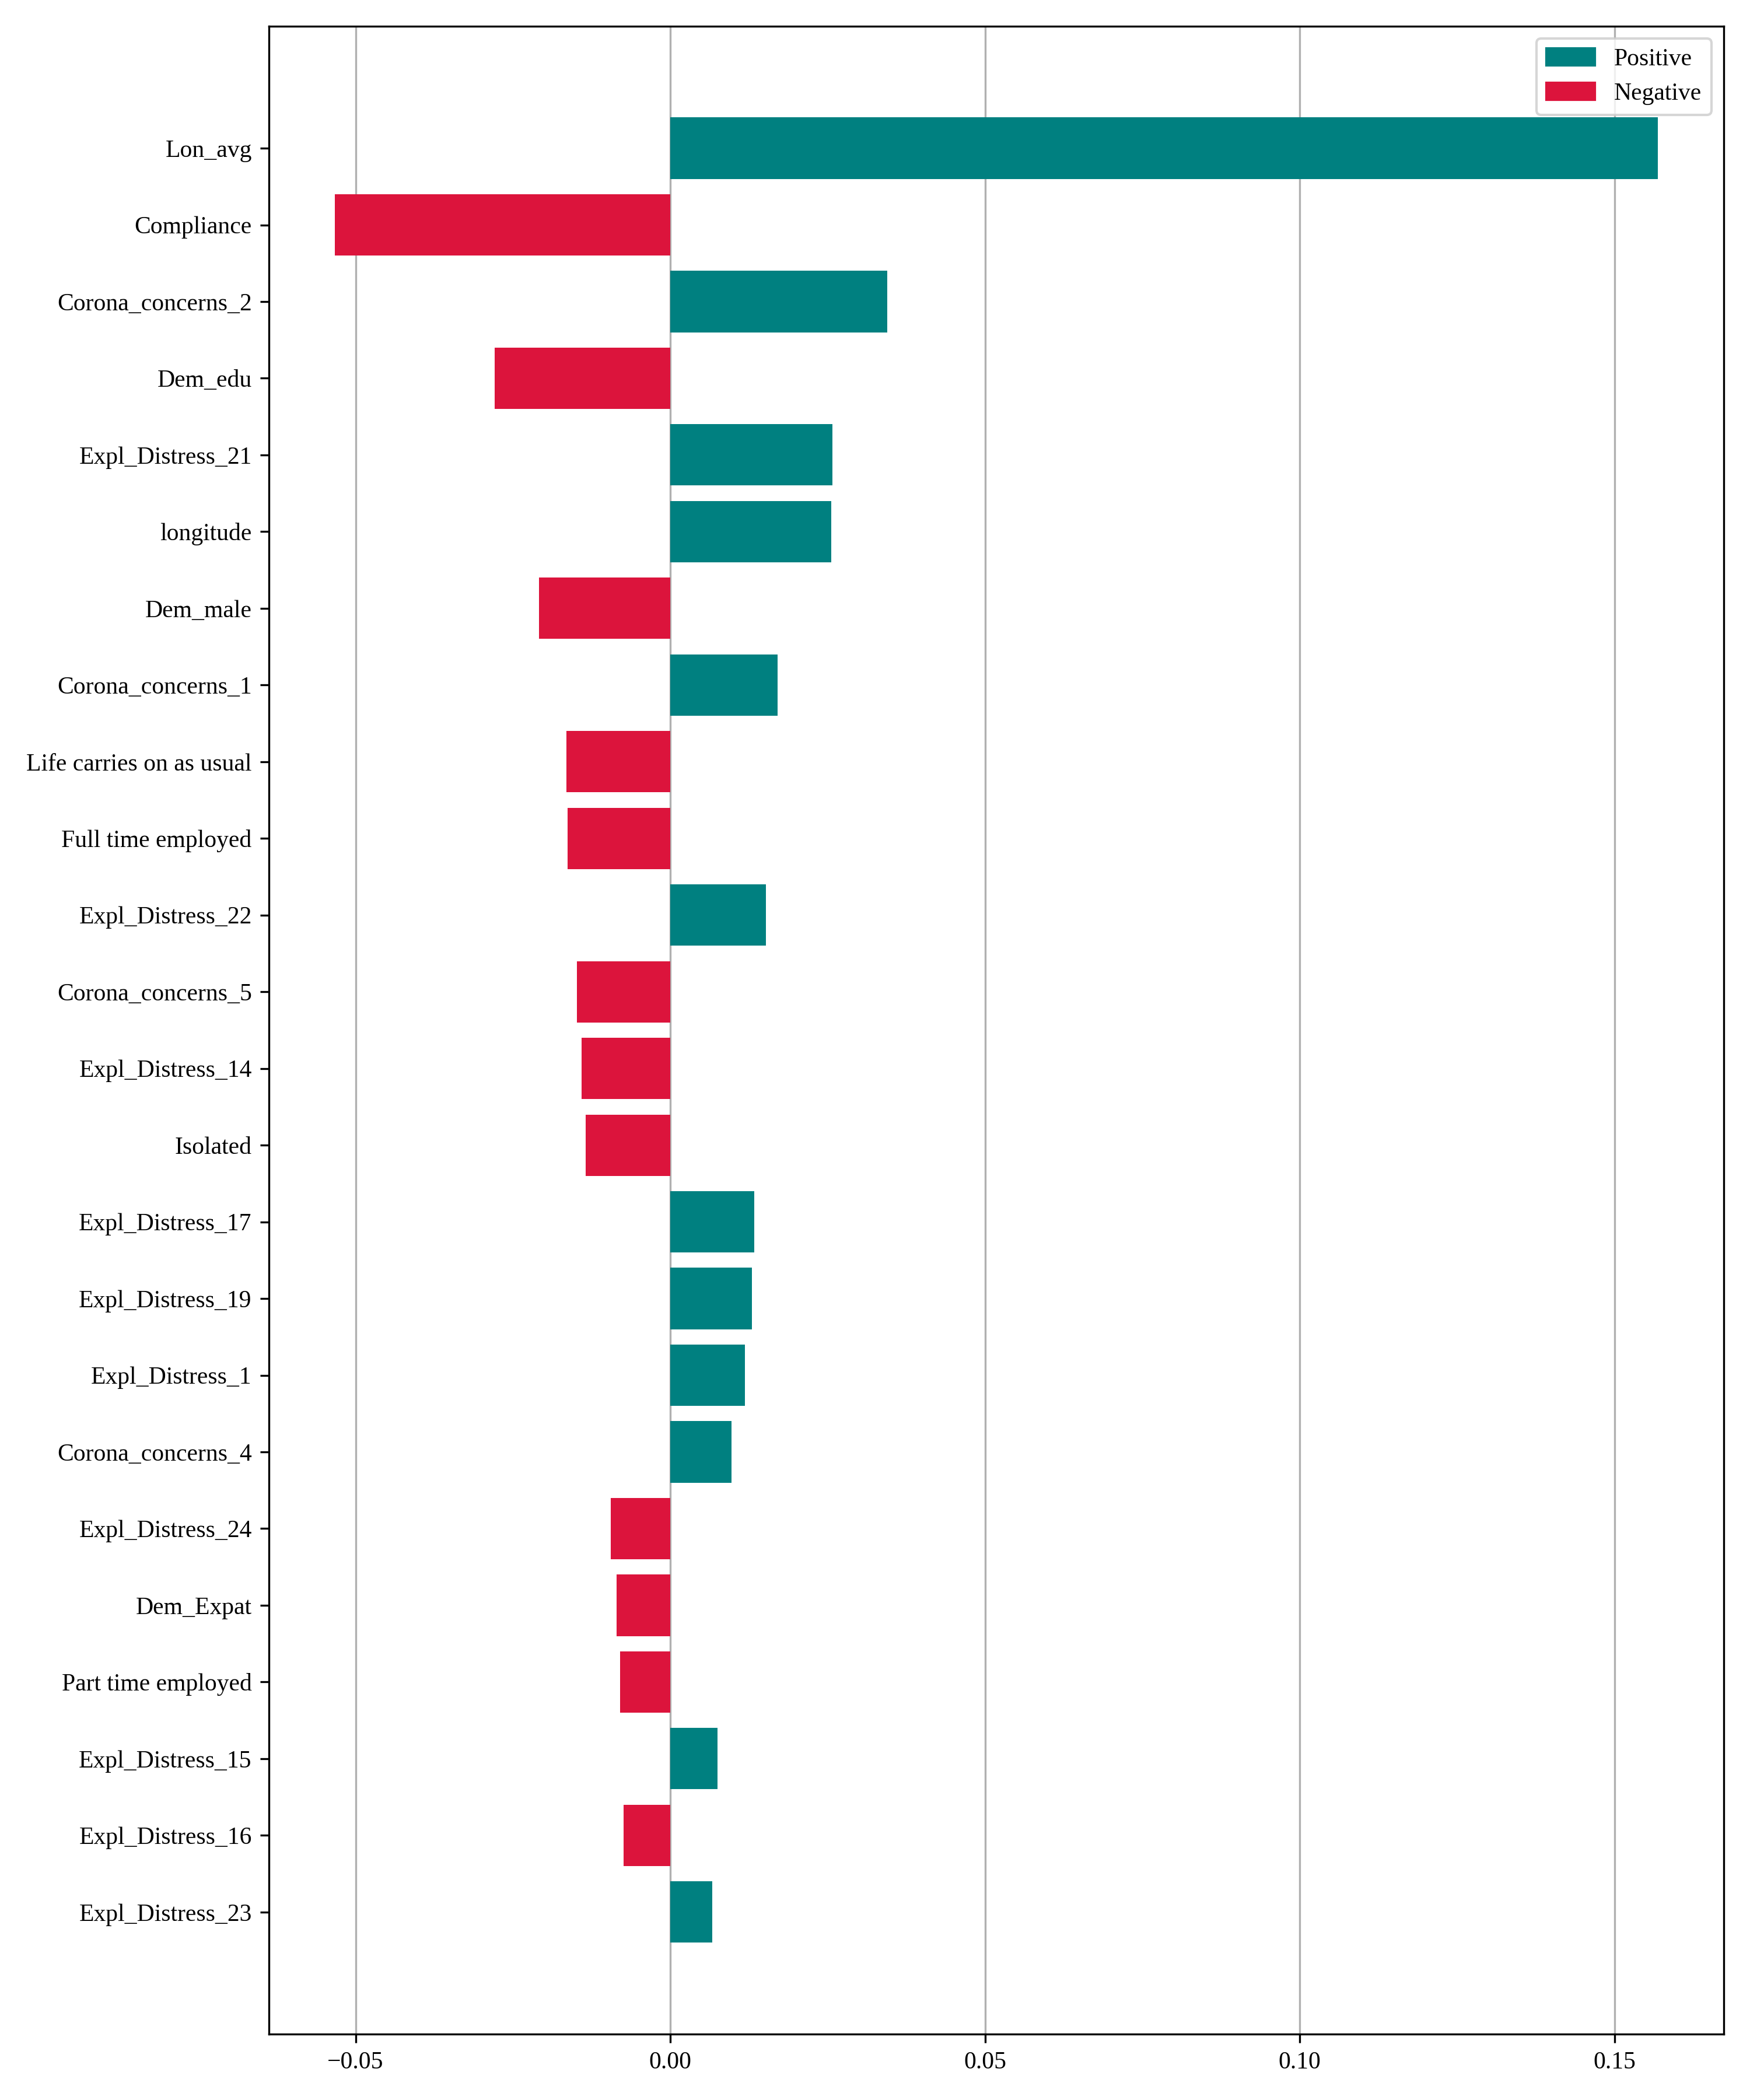 Positive
Negative
Lon_avg
Compliance
Corona_concerns_2
Dem_edu
Expl_Distress_21
longitude
Dem_male
Corona_concerns_1
Life carries on as usual
Full time employed
Expl_Distress_22
Corona_concerns_5
Expl_Distress_14
Isolated
Expl_Distress_17
Expl_Distress_19
Expl_Distress_1
Corona_concerns_4
Expl_Distress_24
Dem_Expat
Part time employed
Expl_Distress_15
Expl_Distress_16
Expl_Distress_23
−0.05 0.00 0.05 0.10 0.15